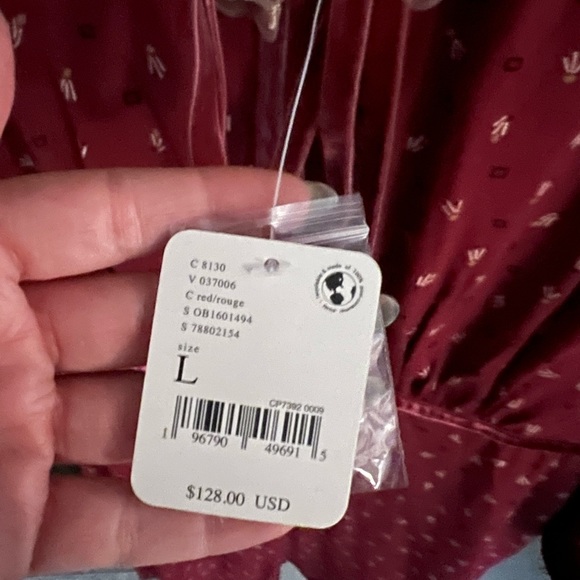 C 8130
V 037006
C red/rouge
S OB1601494
S 78802154
size
L
CP7392 0009
1 96790 49691 5
$128.00 USD